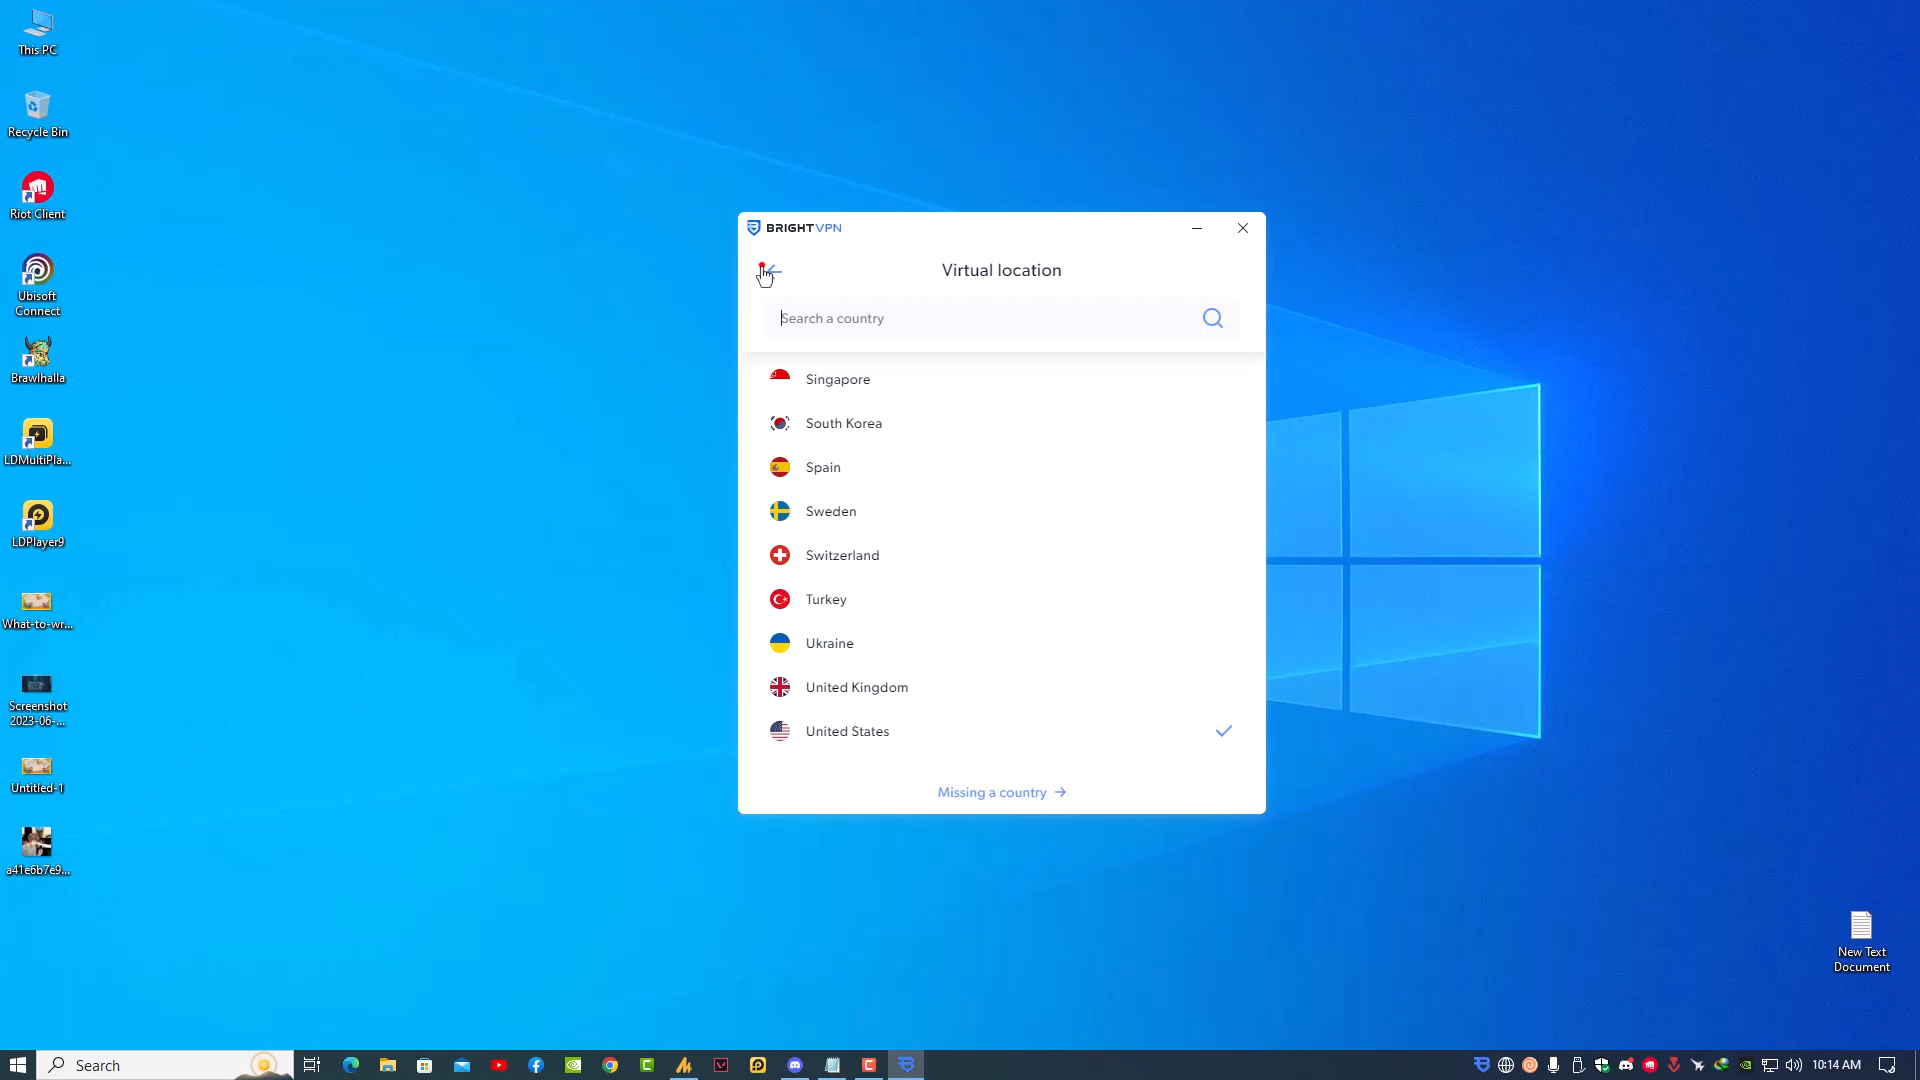 This PC
Recycle Bin
Riot Client
Ubisoft
Connect
Brawlhalla
LDMultiPla...
LDPlayer9
What-to-wr...
Screenshot
2023-06-...
Untitled-1
a41e6b7e9...
BRIGHTVPN
Virtual location
Search a country
Singapore
South Korea
Spain
Sweden
Switzerland
Turkey
Ukraine
United Kingdom
United States
Missing a country →
New Text
Document
Search
10:14 AM